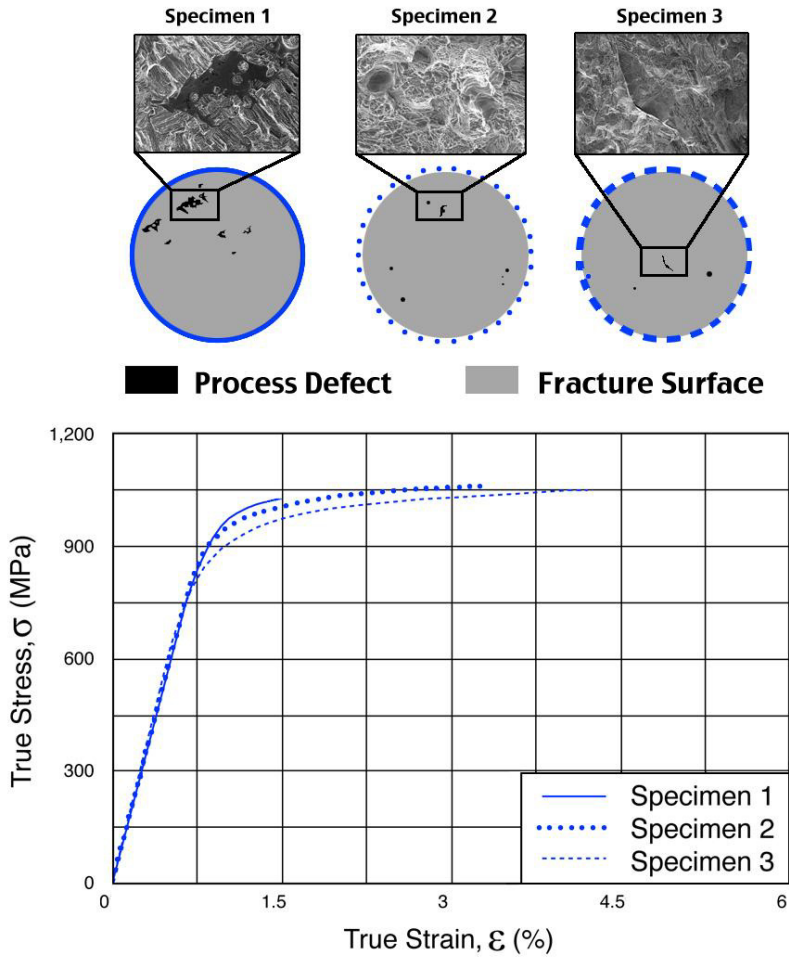 Specimen 1
Specimen 2
Specimen 3
Process Defect
Fracture Surface
1,200
900
600
300
0
0
1.5
3
4.5
6
True Stress, σ (MPa)
True Strain, ε (%)
Specimen 1
Specimen 2
Specimen 3